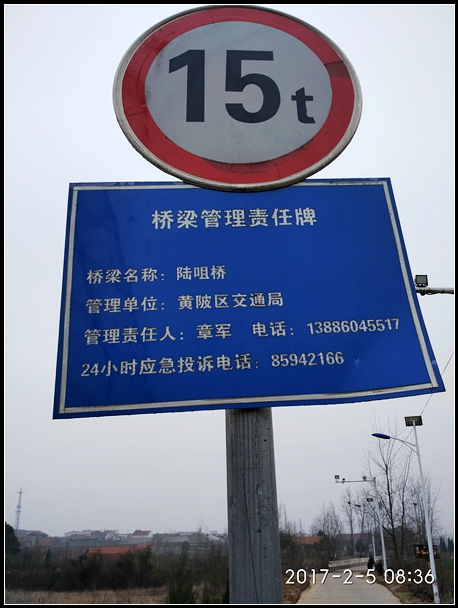 15t
桥梁管理责任牌
桥梁名称：陆咀桥
管理单位：黄陂区交通局
管理责任人：章军 电话：13886045517
24小时应急投诉电话：85942166
2017-2-5 08:36